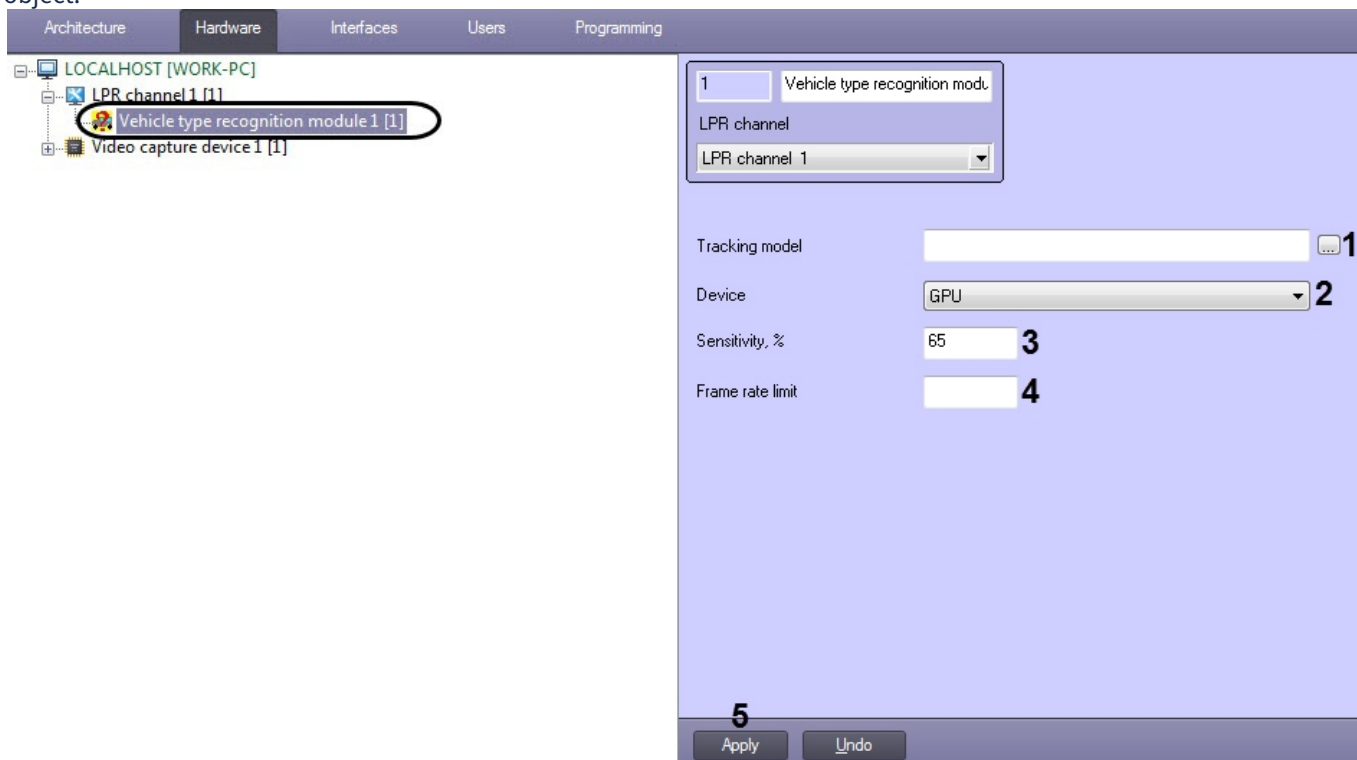 object.
Architecture Hardware Interfaces Users Programming
LOCALHOST [WORK-PC]
LPR channel 1 [1]
Vehicle type recognition module 1 [1]
Video capture device 1 [1]
1 Vehicle type recognition modu
LPR channel
LPR channel 1
Tracking model ... 1
Device GPU 2
Sensitivity, % 65 3
Frame rate limit 4
5
Apply Undo